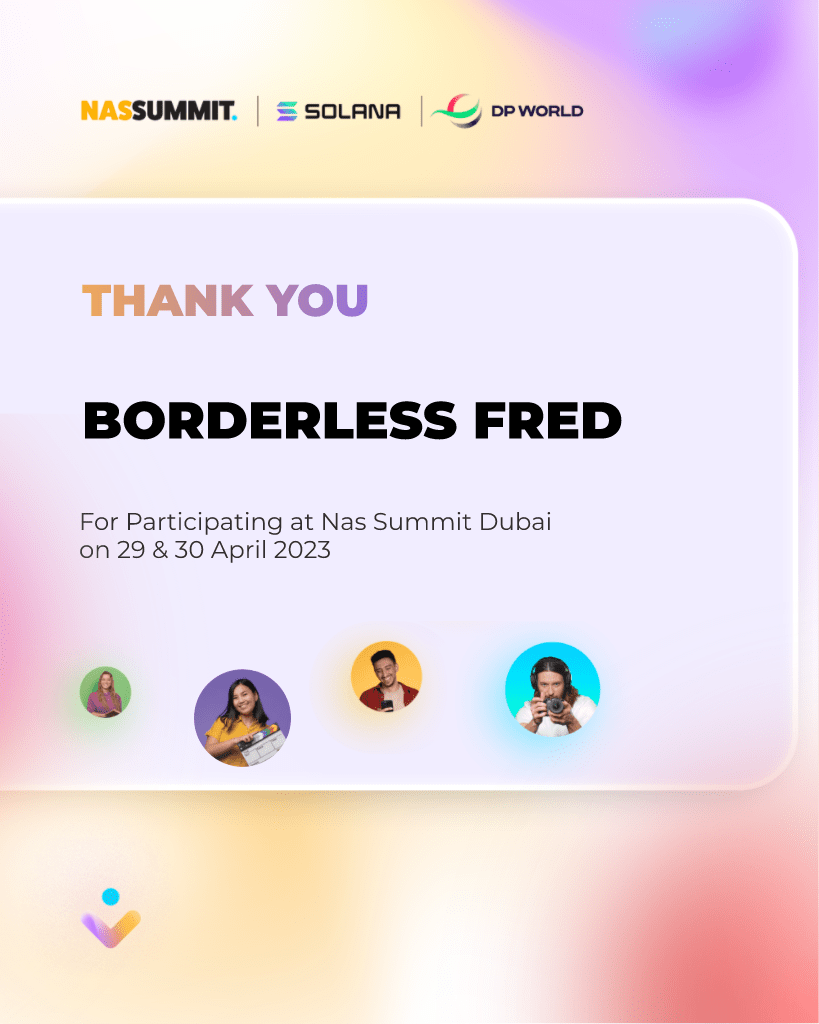 NASSUMMIT. | SOLANA | DP WORLD
THANK YOU
BORDERLESS FRED
For Participating at Nas Summit Dubai
on 29 & 30 April 2023